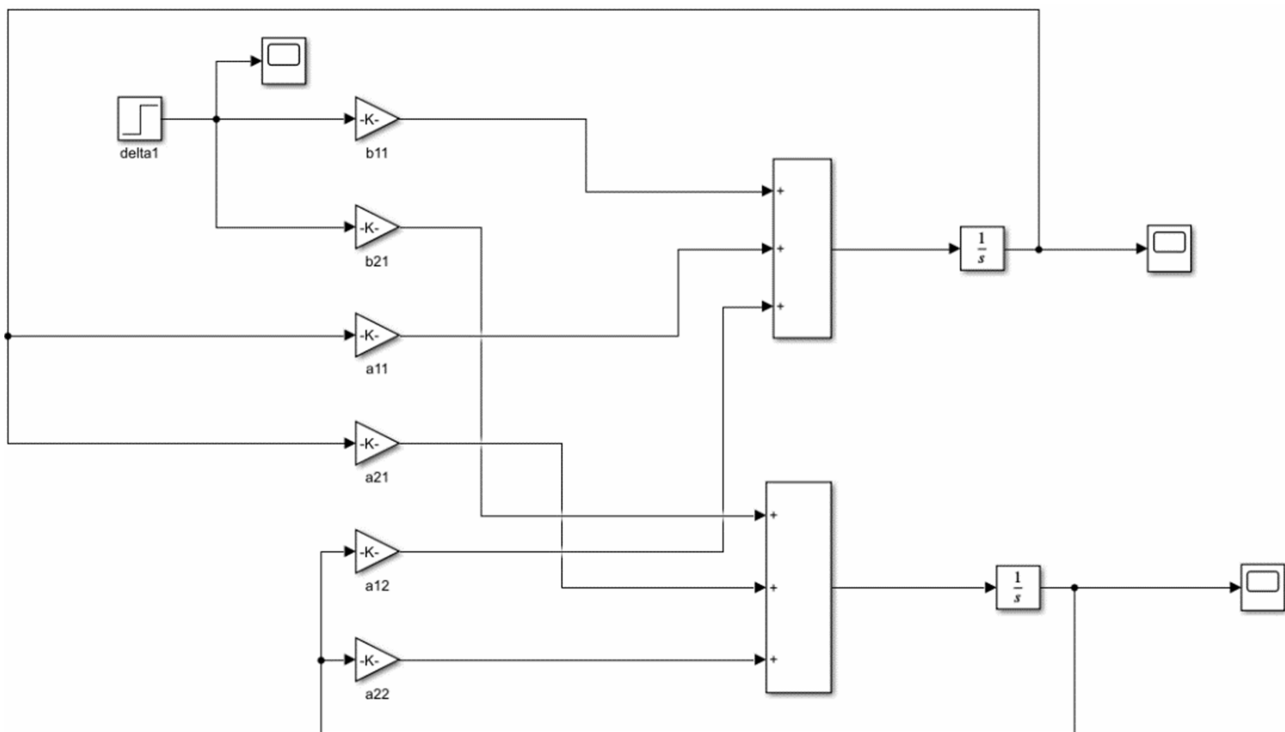 -K-
delta1
b11
+
-K-
b21
+
1
s
+
-K-
a11
-K-
a21
+
-K-
a12
+
1
s
-K-
a22
+